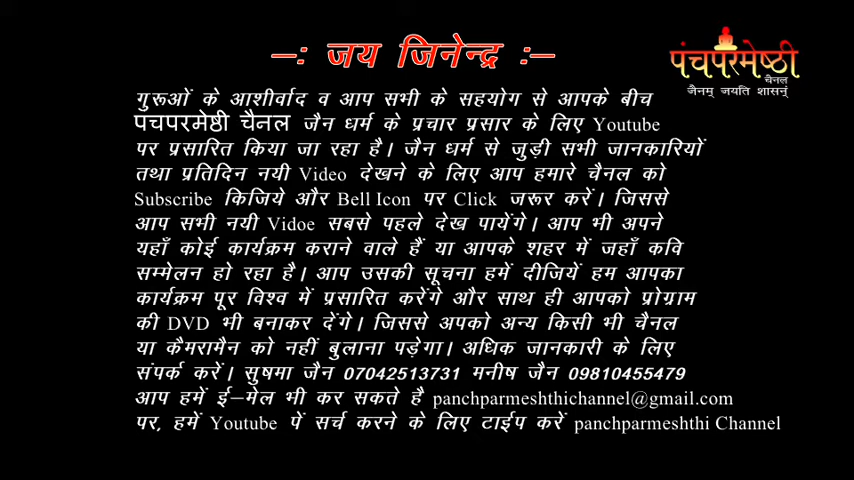 –: जय जिनेन्द्र :–
पंचपरमेष्ठी
चैनल
जैनम् जयति शासनम्
गुरूओं के आशीर्वाद व आप सभी के सहयोग से आपके बीच
पचपरमेष्ठी चैनल जैन धर्म के प्रचार प्रसार के लिए Youtube
पर प्रसारित किया जा रहा है। जैन धर्म से जुड़ी सभी जानकारियों
तथा प्रतिदिन नयी Video देखने के लिए आप हमारे चैनल को
Subscribe किजिये और Bell Icon पर Click जरूर करें। जिससे
आप सभी नयी Vidoe सबसे पहले देख पायेंगे। आप भी अपने
यहाँ कोई कार्यक्रम कराने वाले हैं या आपके शहर में जहाँ कवि
सम्मेलन हो रहा है। आप उसकी सूचना हमें दीजियें हम आपका
कार्यक्रम पूर विश्व में प्रसारित करेंगे और साथ ही आपको प्रोग्राम
की DVD भी बनाकर देंगे। जिससे अपको अन्य किसी भी चैनल
या कैमरामैन को नहीं बुलाना पड़ेगा। अधिक जानकारी के लिए
संपर्क करें। सुषमा जैन 07042513731 मनीष जैन 09810455479
आप हमें ई–मेल भी कर सकते है panchparmeshthichannel@gmail.com
पर, हमें Youtube पें सर्च करने के लिए टाईप करें panchparmeshthi Channel